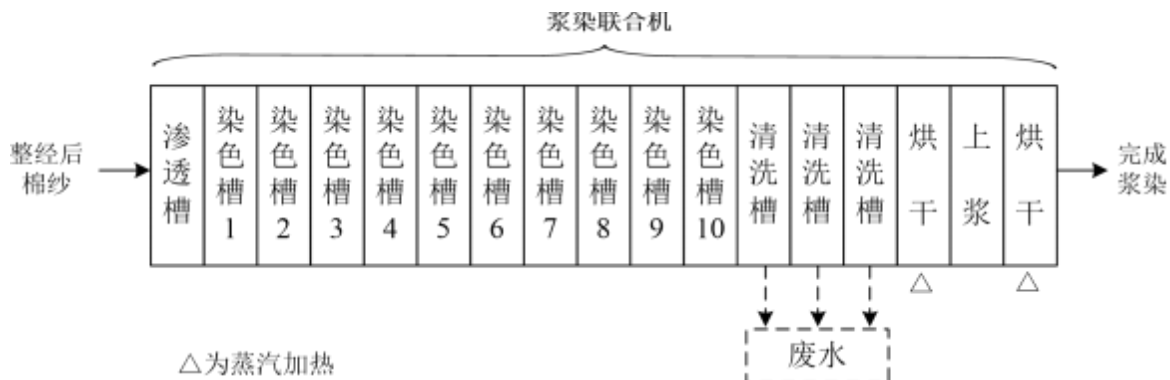 浆染联合机
整经后
棉纱
渗透槽
染色槽1
染色槽2
染色槽3
染色槽4
染色槽5
染色槽6
染色槽7
染色槽8
染色槽9
染色槽10
清洗槽
清洗槽
清洗槽
烘干
上浆
烘干
完成
浆染
△
△
废水
△为蒸汽加热